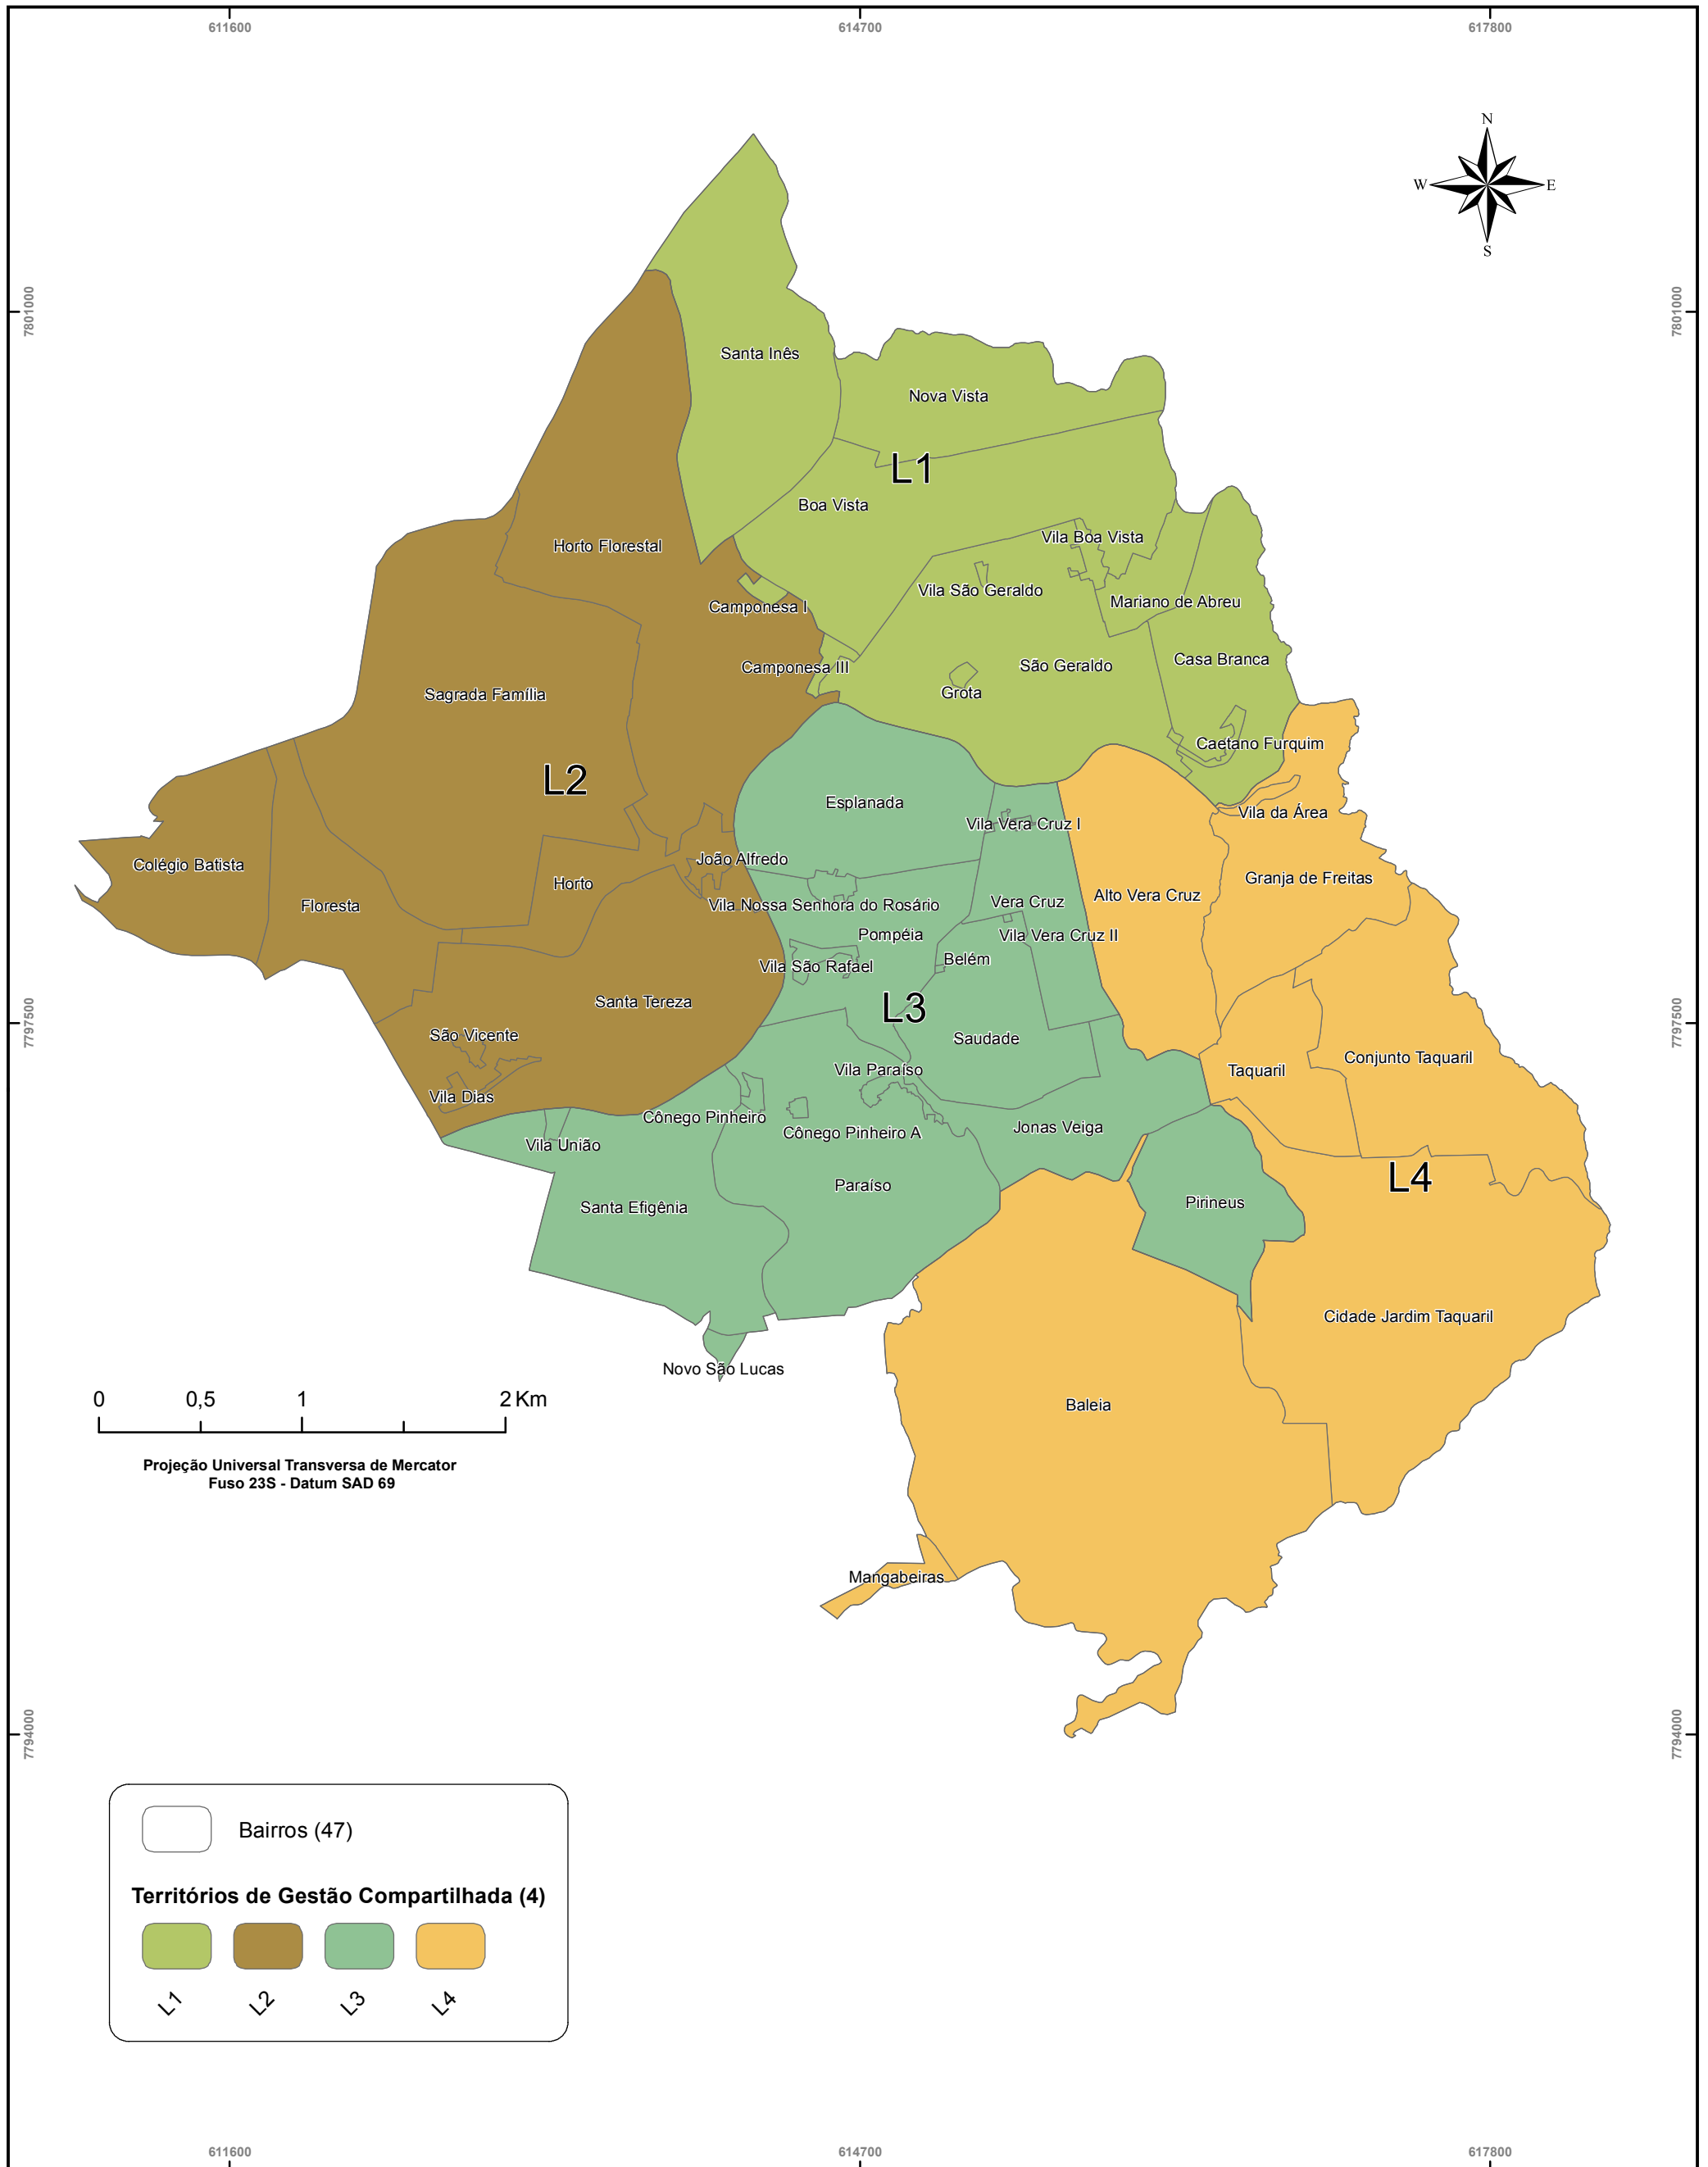 611600
614700
617800
N
W
E
S
7801000
7801000
Santa Inês
Nova Vista
L1
Boa Vista
Vila Boa Vista
Horto Florestal
Vila São Geraldo
Mariano de Abreu
Camponesa I
Casa Branca
São Geraldo
Camponesa III
Grota
Sagrada Família
Caetano Furquim
L2
Esplanada
Vila da Área
Vila Vera Cruz I
João Alfredo
Colégio Batista
Granja de Freitas
Horto
Alto Vera Cruz
Vera Cruz
Floresta
Vila Nossa Senhora do Rosário
Pompéia
Vila Vera Cruz II
Belém
Vila São Rafael
Santa Tereza
L3
7797500
7797500
São Vicente
Saudade
Conjunto Taquaril
Vila Paraíso
Taquaril
Vila Dias
Cônego Pinheiro
Jonas Veiga
Cônego Pinheiro A
Vila União
L4
Paraíso
Pirineus
Santa Efigênia
Cidade Jardim Taquaril
Novo São Lucas
Baleia
0 0,5 1 2 Km
Projeção Universal Transversa de Mercator
Fuso 23S - Datum SAD 69
Mangabeiras
7794000
7794000
Bairros (47)
Territórios de Gestão Compartilhada (4)
L1
L2
L3
L4
611600
614700
617800